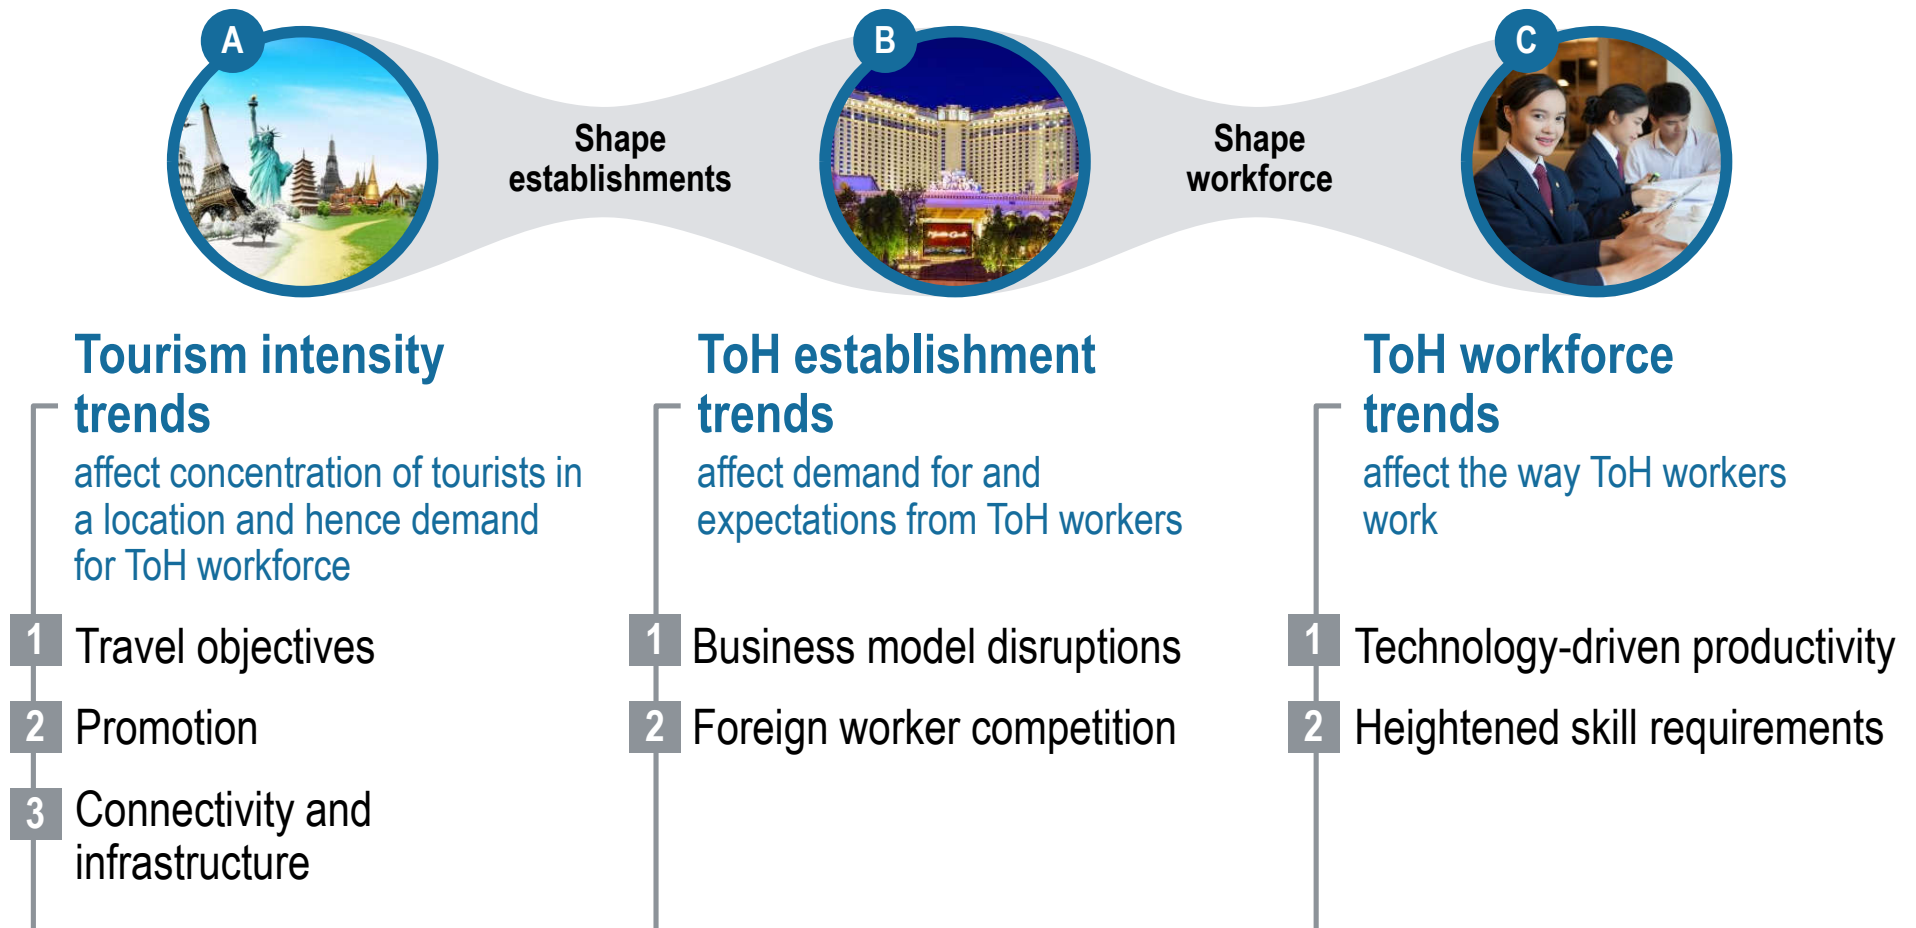 A
B
C
Shape
establishments
Shape
workforce
Tourism intensity
trends
affect concentration of tourists in
a location and hence demand
for ToH workforce
1 Travel objectives
2 Promotion
3 Connectivity and
infrastructure
ToH establishment
trends
affect demand for and
expectations from ToH workers
1 Business model disruptions
2 Foreign worker competition
ToH workforce
trends
affect the way ToH workers
work
1 Technology-driven productivity
2 Heightened skill requirements